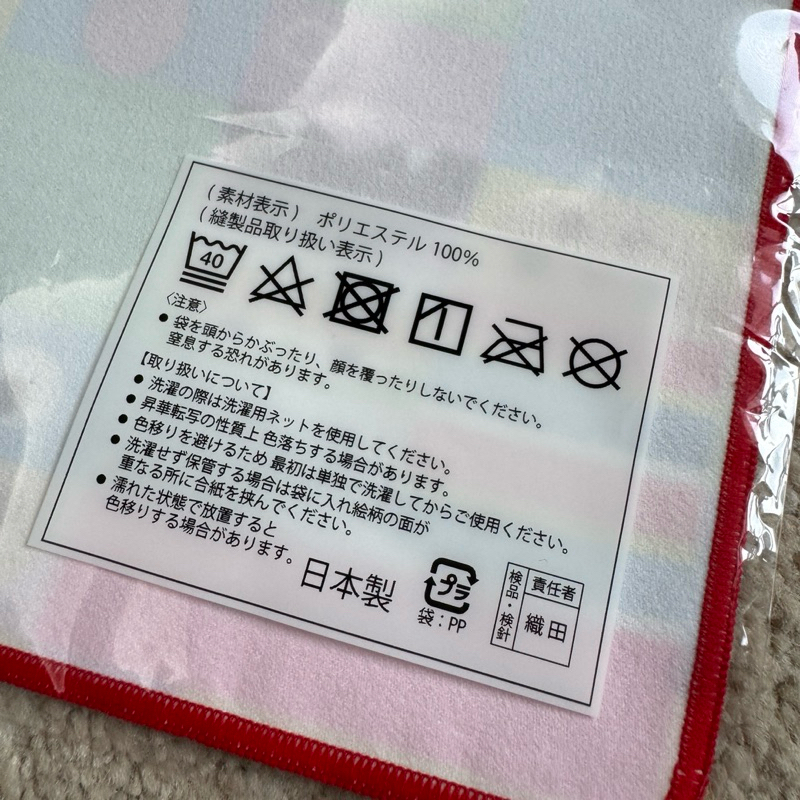 (素材表示) ポリエステル 100%
(縫製品取り扱い表示)
40
〈注意〉
●袋を頭からかぶったり、顔を覆ったりしないでください。
窒息する恐れがあります。
【取り扱いについて】
●洗濯の際は洗濯用ネットを使用してください。
●昇華転写の性質上 色落ちする場合があります。
●色移りを避けるため 最初は単独で洗濯してからご使用ください。
●洗濯せず保管する場合は袋に入れ絵柄の面が
重なる所に合紙を挟んでください。
●濡れた状態で放置すると
色移りする場合があります。
日本製
プラ
袋:PP
検品・検針
責任者
織田